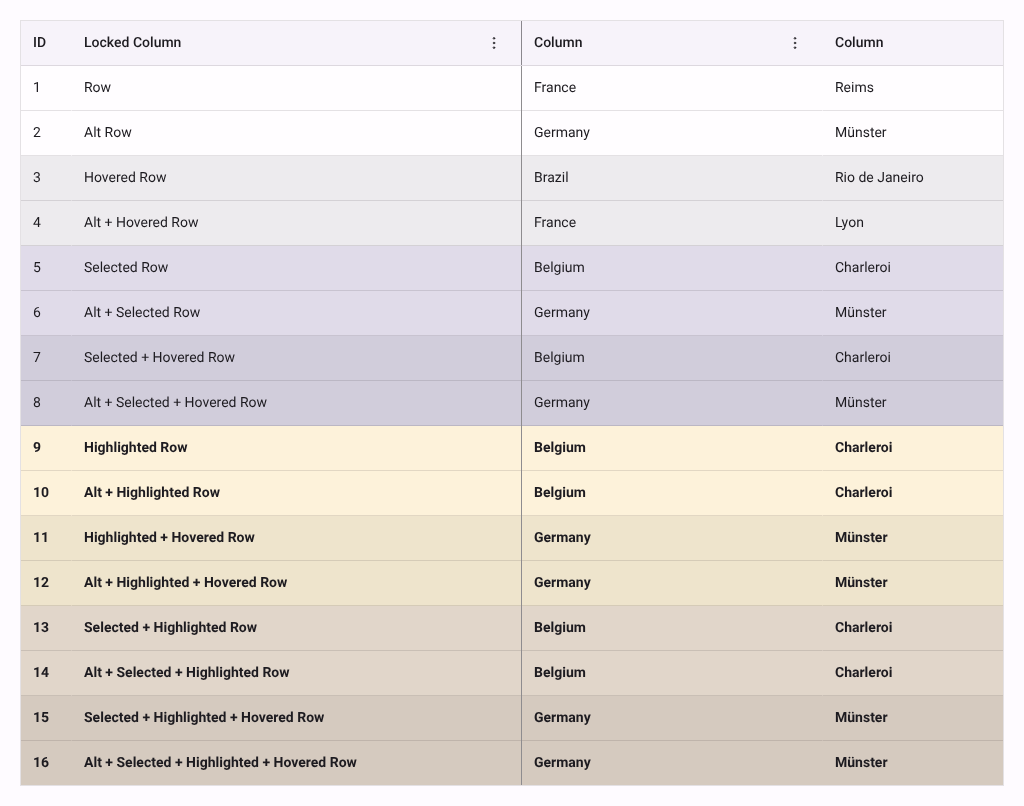 ID Locked Column Column Column
1 Row France Reims
2 Alt Row Germany Münster
3 Hovered Row Brazil Rio de Janeiro
4 Alt + Hovered Row France Lyon
5 Selected Row Belgium Charleroi
6 Alt + Selected Row Germany Münster
7 Selected + Hovered Row Belgium Charleroi
8 Alt + Selected + Hovered Row Germany Münster
9 Highlighted Row Belgium Charleroi
10 Alt + Highlighted Row Belgium Charleroi
11 Highlighted + Hovered Row Germany Münster
12 Alt + Highlighted + Hovered Row Germany Münster
13 Selected + Highlighted Row Belgium Charleroi
14 Alt + Selected + Highlighted Row Belgium Charleroi
15 Selected + Highlighted + Hovered Row Germany Münster
16 Alt + Selected + Highlighted + Hovered Row Germany Münster